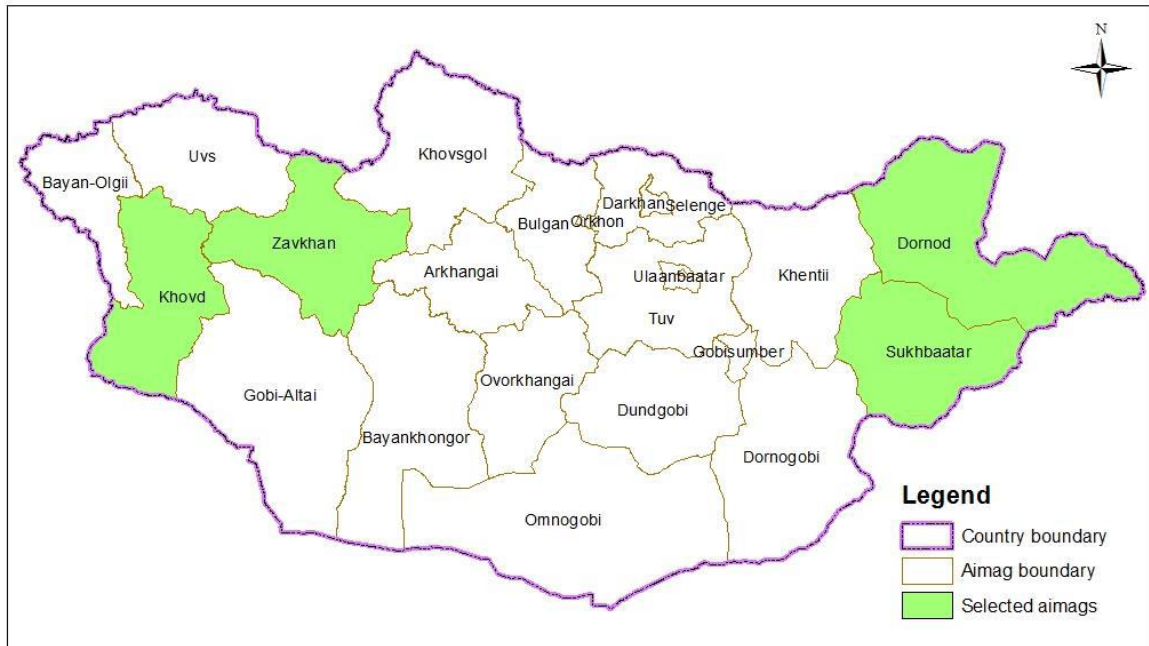 N
Khovsgol
Uvs
Bayan-Olgii
Darkhan
Selenge
Bulgan
Orkhon
Zavkhan
Dornod
Arkhangai
Ulaanbaatar
Khentii
Khovd
Tuv
Gobisumber
Sukhbaatar
Ovorkhangai
Gobi-Altai
Dundgobi
Bayankhongor
Dornogobi
Omnogobi
Legend
Country boundary
Aimag boundary
Selected aimags